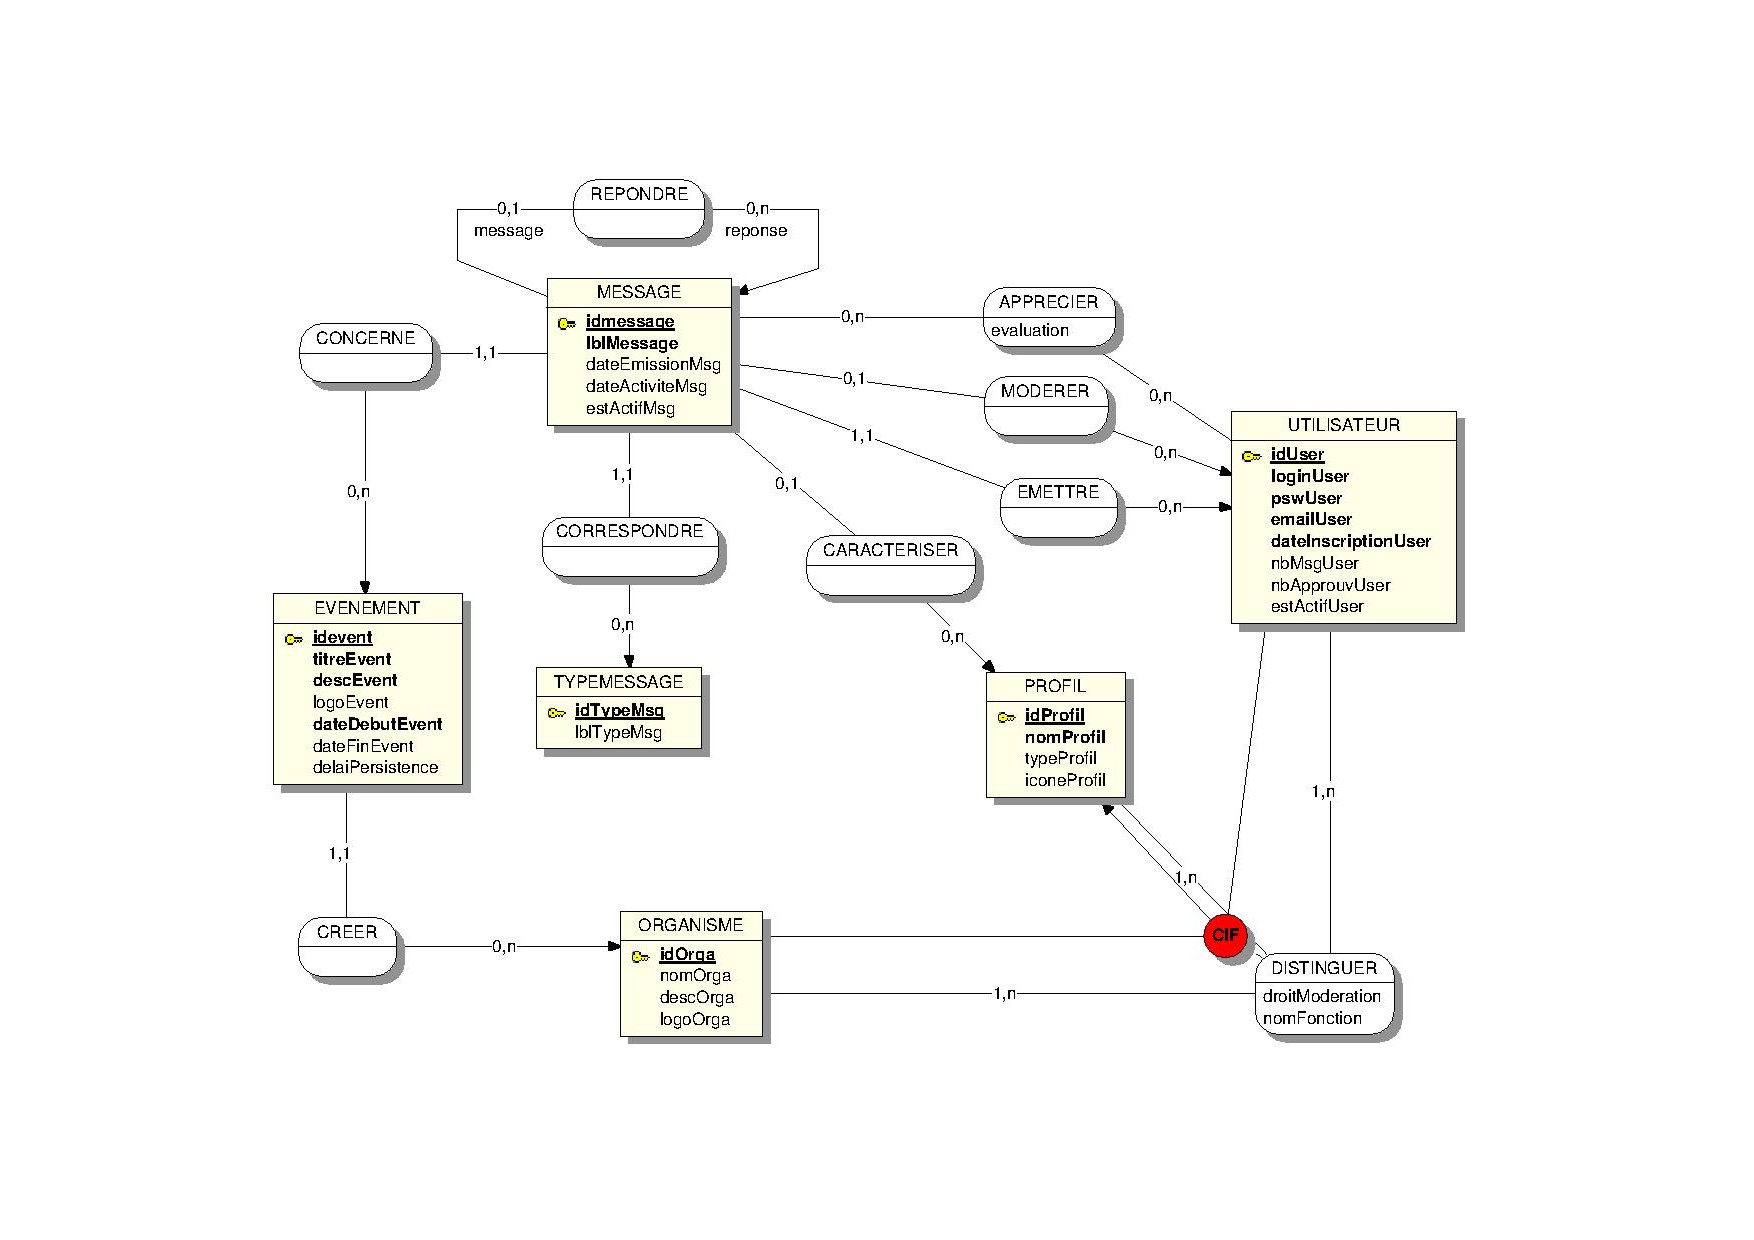 REPONDRE
0,1
0,n
message
reponse
MESSAGE
idmessage
lblMessage
dateEmissionMsg
dateActiviteMsg
estActifMsg
CONCERNE
1,1
0,n
APPRECIER
evaluation
0,n
0,n
MODERER
0,1
0,n
EMETTRE
1,1
0,n
UTILISATEUR
idUser
loginUser
pswUser
emailUser
dateInscriptionUser
nbMsgUser
nbApprouvUser
estActifUser
1,1
CORRESPONDRE
0,n
0,1
CARACTERISER
0,n
EVENEMENT
idevent
titreEvent
descEvent
logoEvent
dateDebutEvent
dateFinEvent
delaiPersistence
TYPEMESSAGE
idTypeMsg
lblTypeMsg
PROFIL
idProfil
nomProfil
typeProfil
iconeProfil
1,1
1,n
1,n
CREER
0,n
ORGANISME
idOrga
nomOrga
descOrga
logoOrga
CIF
1,n
DISTINGUER
droitModeration
nomFonction